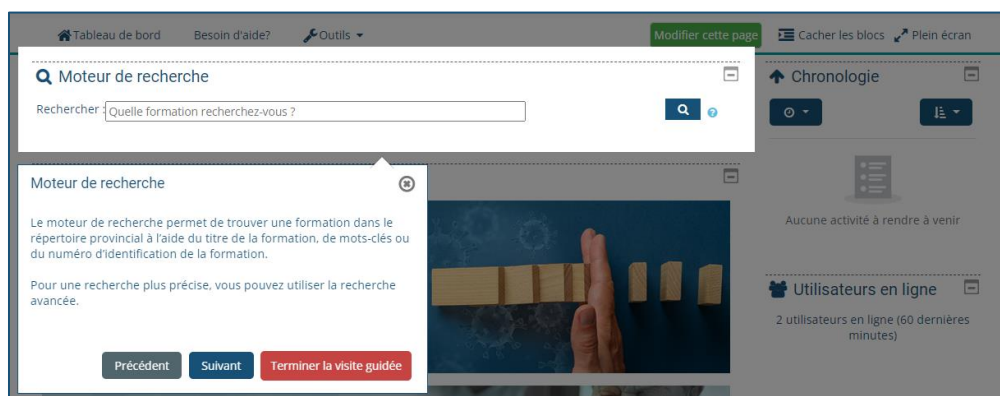 Tableau de bord Besoin d'aide? Outils Modifier cette page Cacher les blocs Plein écran
Moteur de recherche
Rechercher : Quelle formation recherchez-vous ?
Moteur de recherche
Le moteur de recherche permet de trouver une formation dans le
répertoire provincial à l'aide du titre de la formation, de mots-clés ou
du numéro d'identification de la formation.
Pour une recherche plus précise, vous pouvez utiliser la recherche
avancée.
Précédent Suivant Terminer la visite guidée
Chronologie
Aucune activité à rendre à venir
Utilisateurs en ligne
2 utilisateurs en ligne (60 dernières
minutes)